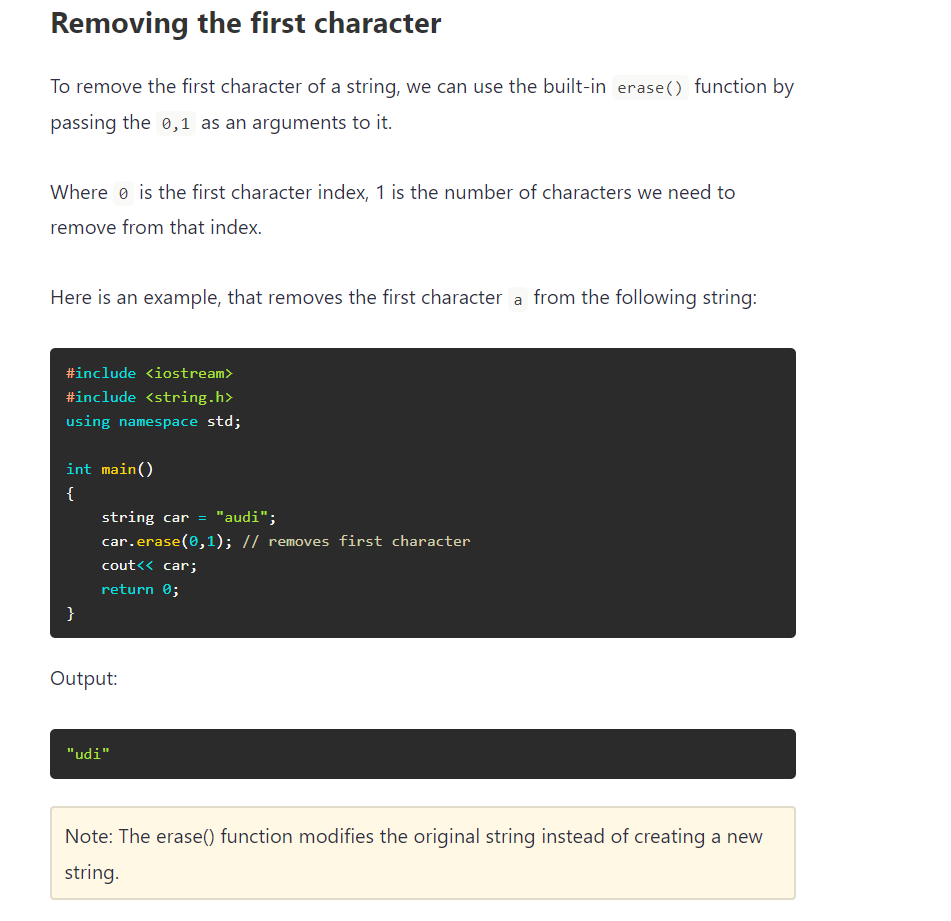 Removing the first character
To remove the first character of a string, we can use the built-in erase() function by
passing the 0,1 as an arguments to it.
Where 0 is the first character index, 1 is the number of characters we need to
remove from that index.
Here is an example, that removes the first character a from the following string:
#include <iostream>
#include <string.h>
using namespace std;
int main()
{
    string car = "audi";
    car.erase(0,1); // removes first character
    cout<< car;
    return 0;
}
Output:
"udi"
Note: The erase() function modifies the original string instead of creating a new
string.